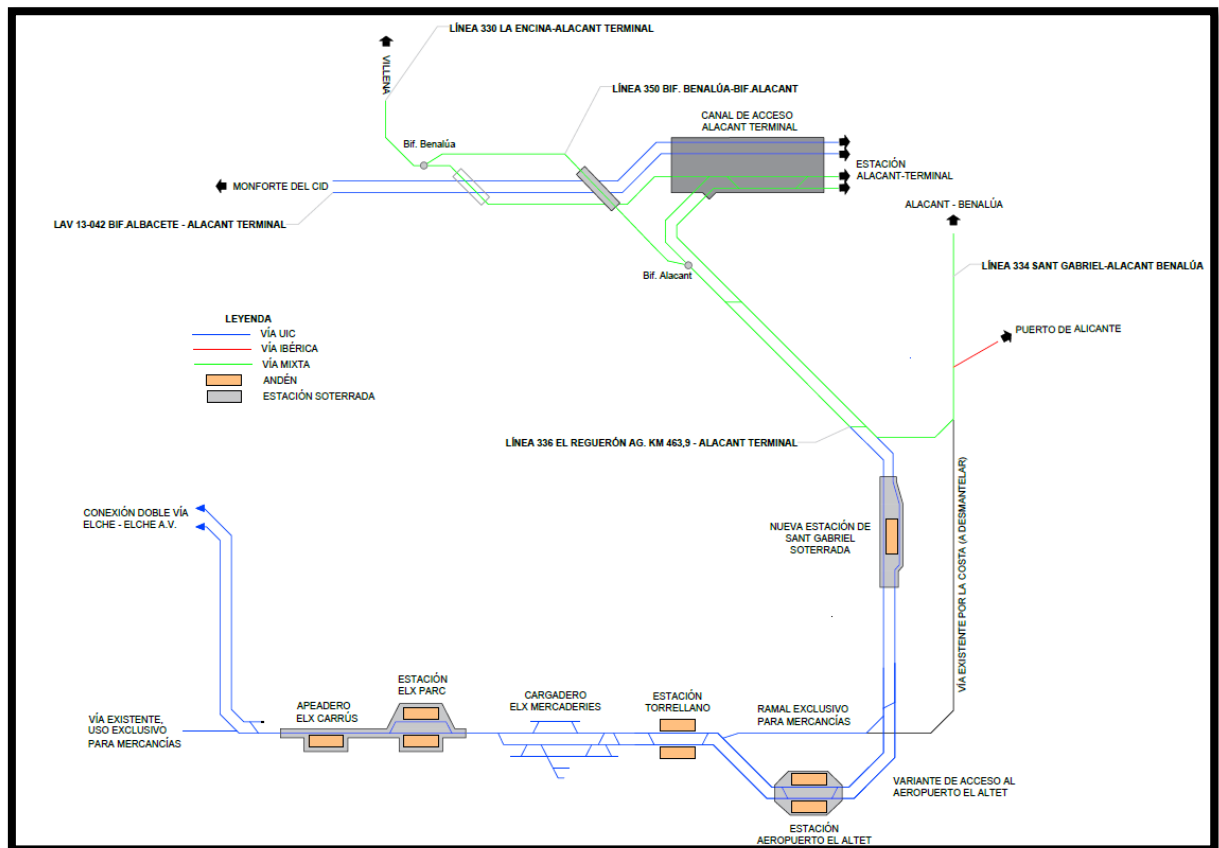 LÍNEA 330 LA ENCINA-ALACANT TERMINAL
VILLENA
LÍNEA 350 BIF. BENALÚA-BIF.ALACANT
CANAL DE ACCESO
ALACANT TERMINAL
Bif. Benalúa
ESTACIÓN
ALACANT-TERMINAL
MONFORTE DEL CID
ALACANT - BENALÚA
LAV 13-042 BIF.ALBACETE - ALACANT TERMINAL
LÍNEA 334 SANT GABRIEL-ALACANT BENALÚA
Bif. Alacant
LEYENDA
VÍA UIC
VÍA IBÉRICA
VÍA MIXTA
ANDÉN
ESTACIÓN SOTERRADA
PUERTO DE ALICANTE
LÍNEA 336 EL REGUERÓN AG. KM 463,9 - ALACANT TERMINAL
VÍA EXISTENTE POR LA COSTA (A DESMANTELAR)
CONEXIÓN DOBLE VÍA
ELCHE - ELCHE A.V.
NUEVA ESTACIÓN DE
SANT GABRIEL
SOTERRADA
ESTACIÓN
ELX PARC
APEADERO
ELX CARRÚS
CARGADERO
ELX MERCADERIES
ESTACIÓN
TORRELLANO
RAMAL EXCLUSIVO
PARA MERCANCÍAS
VÍA EXISTENTE,
USO EXCLUSIVO
PARA MERCANCÍAS
VARIANTE DE ACCESO AL
AEROPUERTO EL ALTET
ESTACIÓN
AEROPUERTO EL ALTET